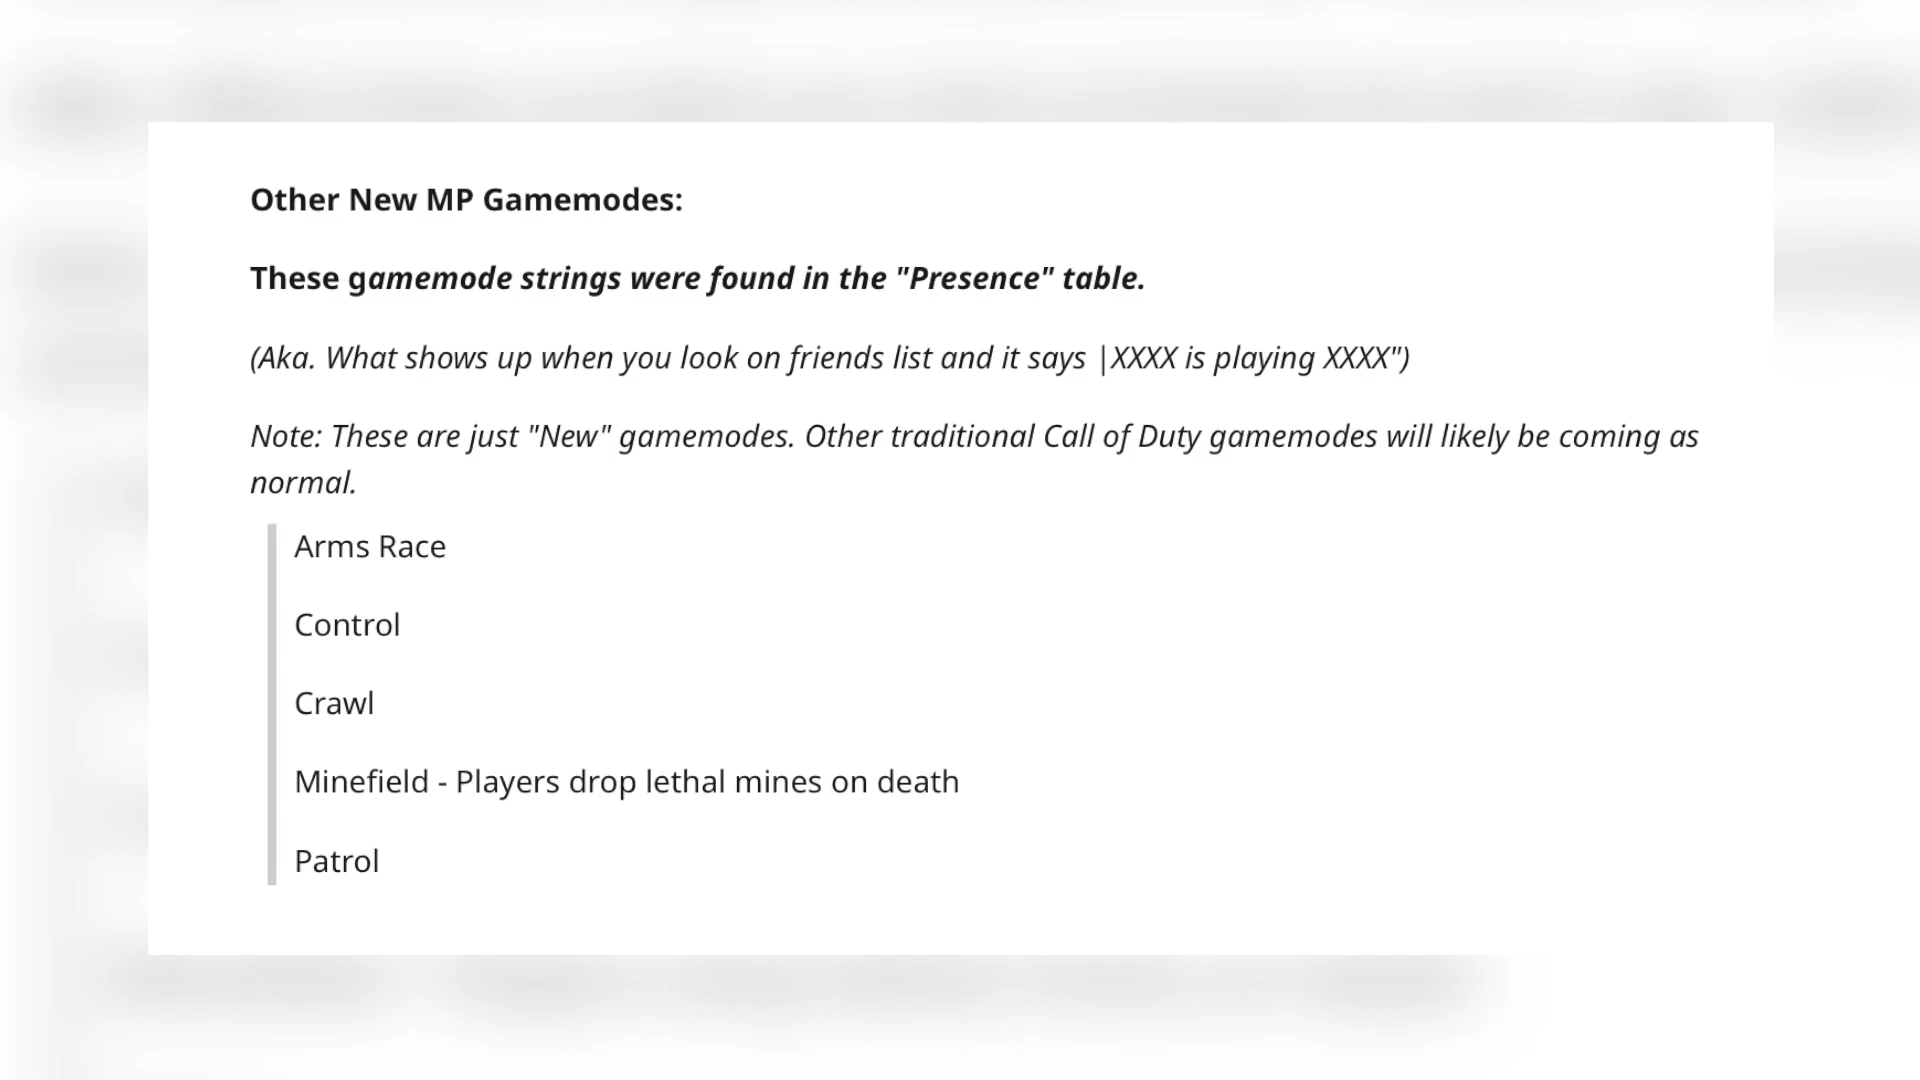 Other New MP Gamemodes:
These gamemode strings were found in the "Presence" table.
(Aka. What shows up when you look on friends list and it says |XXXX is playing XXXX")
Note: These are just "New" gamemodes. Other traditional Call of Duty gamemodes will likely be coming as
normal.
Arms Race
Control
Crawl
Minefield - Players drop lethal mines on death
Patrol